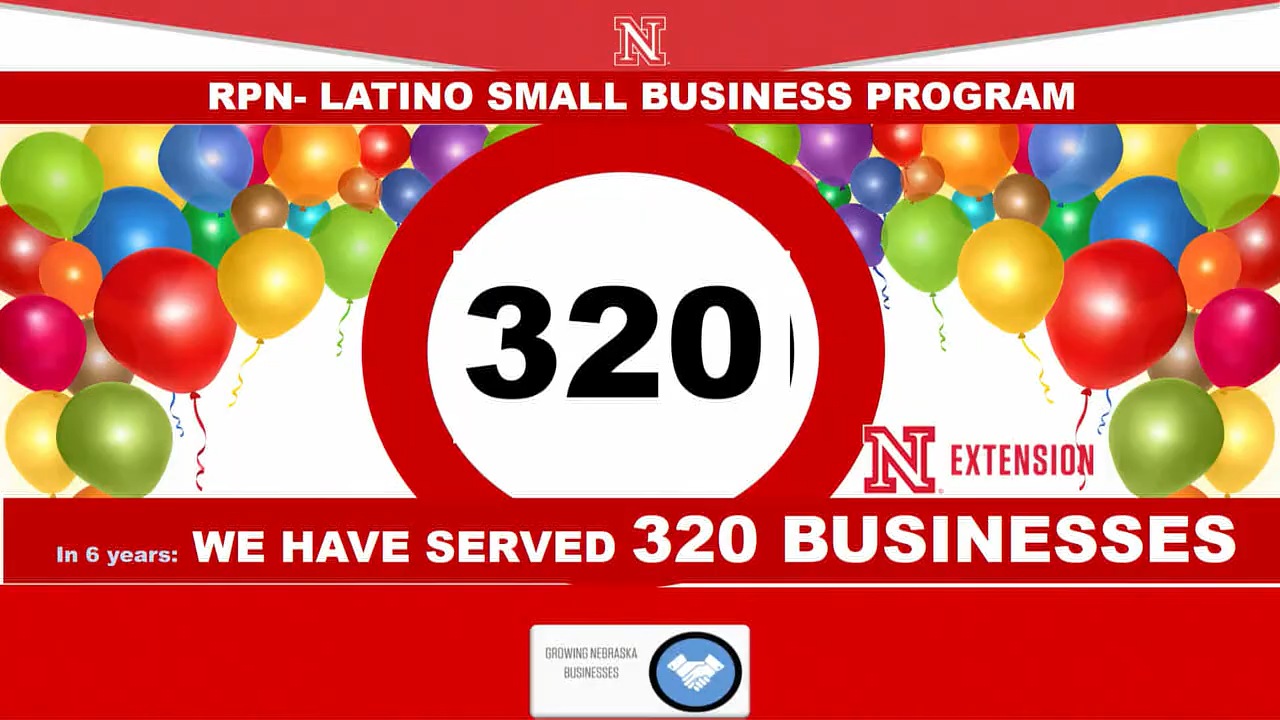 N
RPN- LATINO SMALL BUSINESS PROGRAM
320
N EXTENSION
In 6 years: WE HAVE SERVED 320 BUSINESSES
GROWING NEBRASKA
BUSINESSES